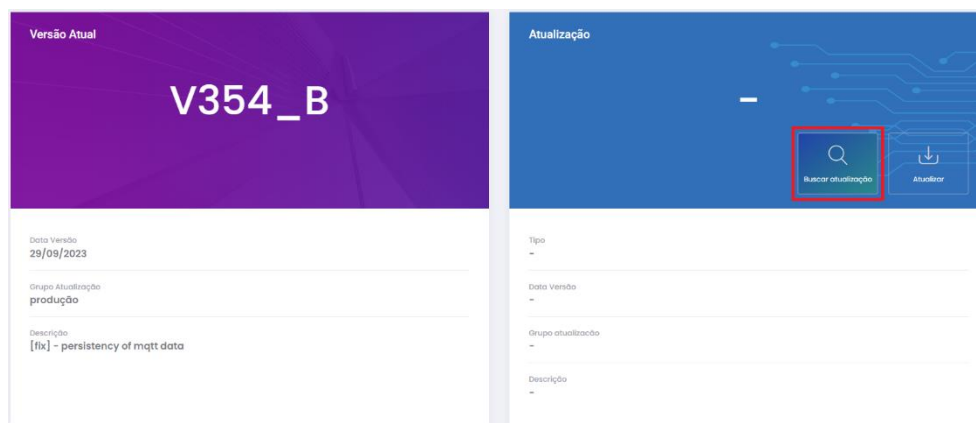 Versão Atual
V354_B
Data Versão
29/09/2023
Grupo Atualização
produção
Descrição
[fix] - persistency of mqtt data
Atualização
-
Buscar atualização
Atualizar
Tipo
-
Data Versão
-
Grupo atualizacão
-
Descrição
-